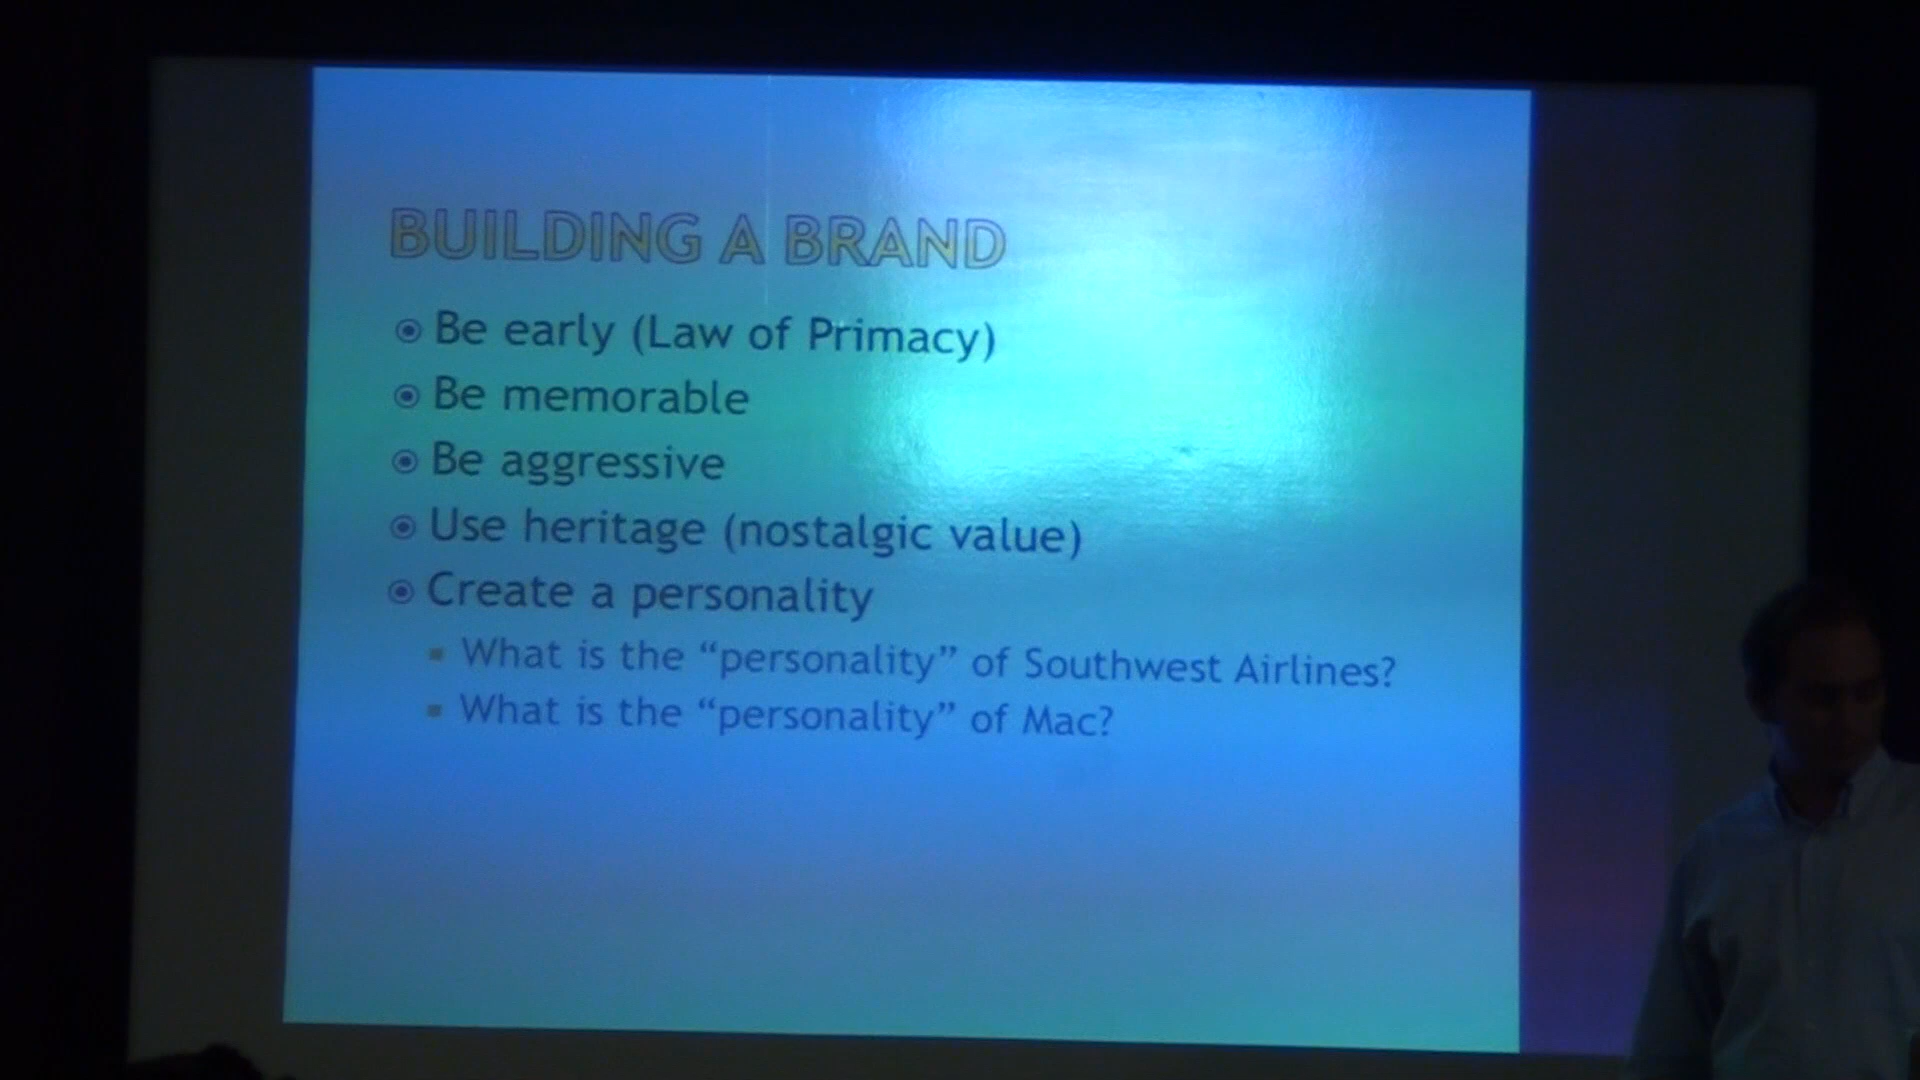 BUILDING A BRAND
Be early (Law of Primacy)
Be memorable
Be aggressive
Use heritage (nostalgic value)
Create a personality
What is the “personality” of Southwest Airlines?
What is the “personality” of Mac?